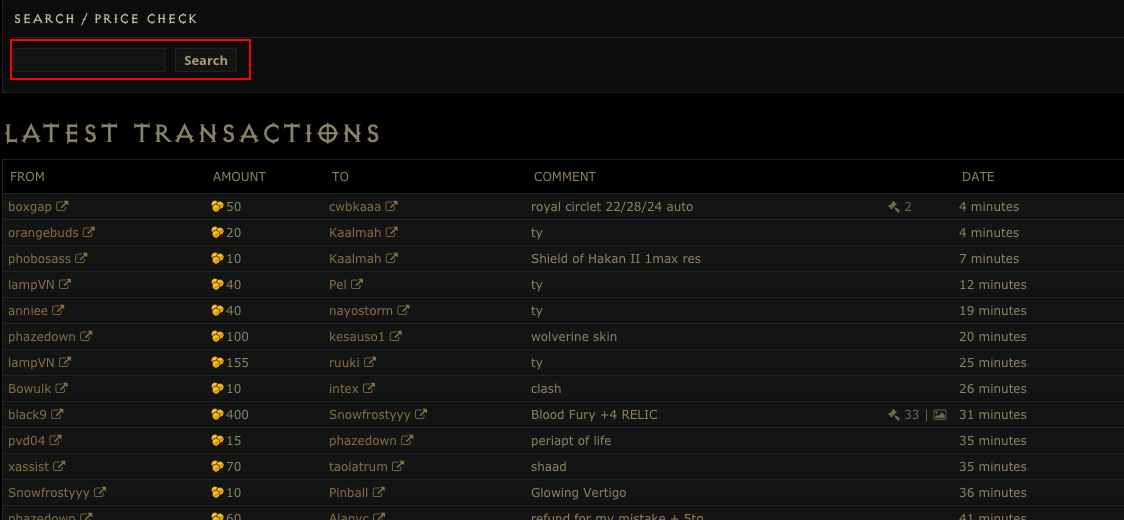 SEARCH / PRICE CHECK
Search
LATEST TRANSACTIONS
FROM AMOUNT TO COMMENT DATE
boxgap 50 cwbkaaa royal circlet 22/28/24 auto 2 4 minutes
orangebuds 20 Kaalmah ty 4 minutes
phobosass 10 Kaalmah Shield of Hakan II 1max res 7 minutes
lampVN 40 Pel ty 12 minutes
anniee 40 nayostorm ty 19 minutes
phazedown 100 kesauso1 wolverine skin 20 minutes
lampVN 155 ruuki ty 25 minutes
Bowulk 10 intex clash 26 minutes
black9 400 Snowfrostyyy Blood Fury +4 RELIC 33 | 31 minutes
pvd04 15 phazedown periapt of life 35 minutes
xassist 70 taolatrum shaad 35 minutes
Snowfrostyyy 10 Pinball Glowing Vertigo 36 minutes
phazedown 60 Alanyc refund for my mistake + 5tg 41 minutes